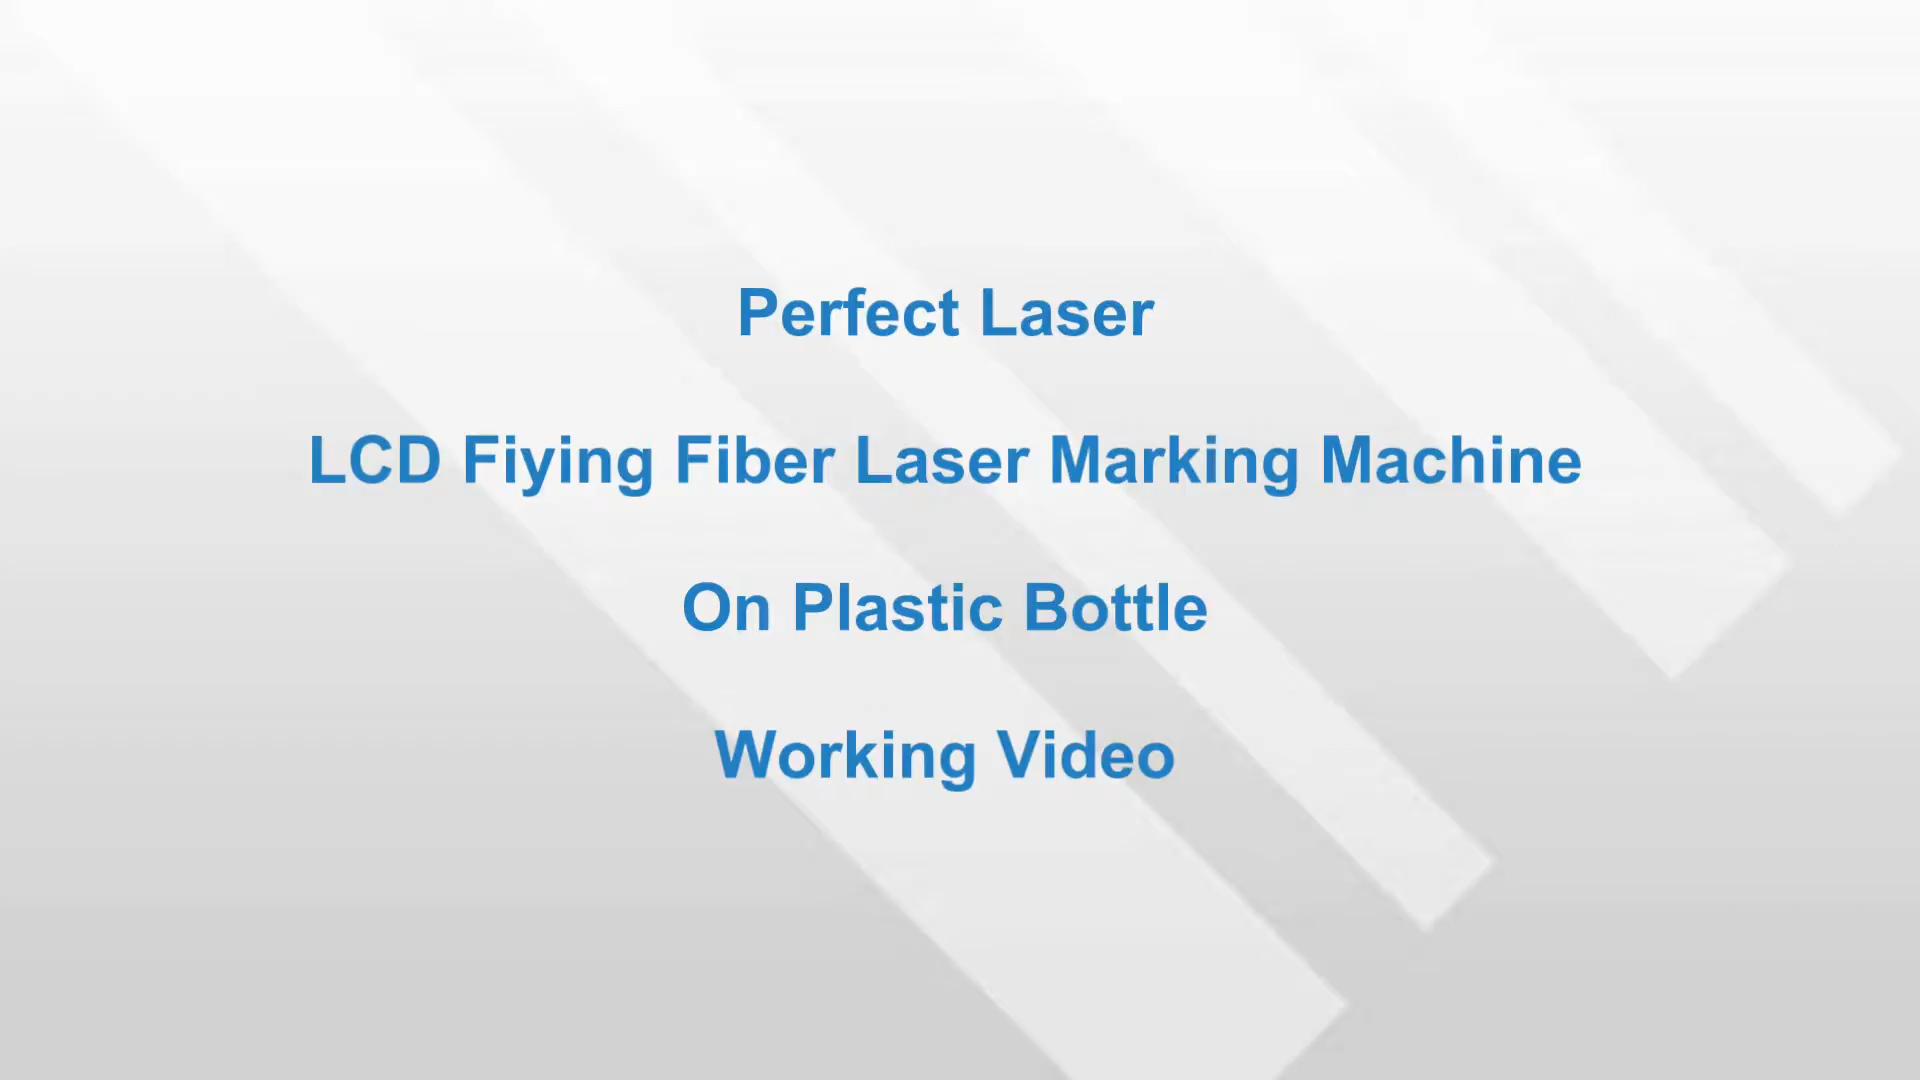 Perfect Laser
LCD Fiying Fiber Laser Marking Machine
On Plastic Bottle
Working Video